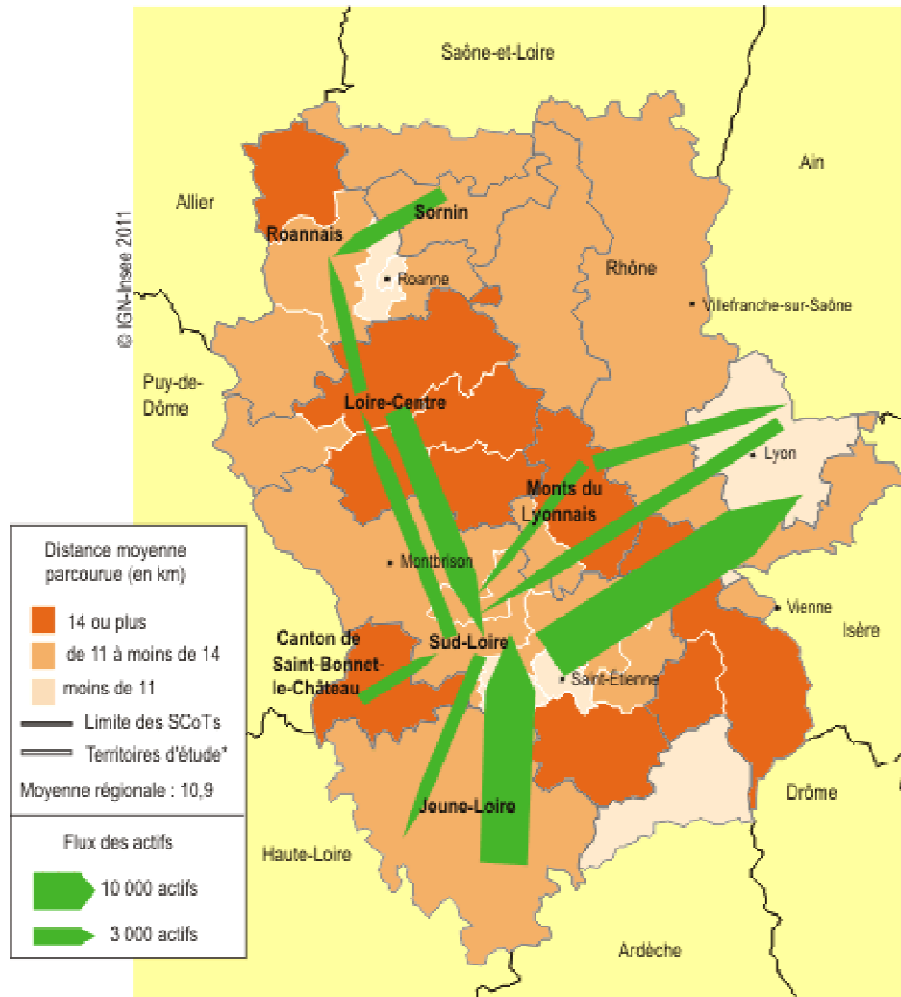 Saône-et-Loire
Ain
Allier
Sornin
Roannais
Rhône
Roanne
© IGN-Insee 2011
Villefranche-sur-Saône
Puy-de-
Dôme
Loire-Centre
Lyon
Monts du
Lyonnais
Distance moyenne
parcourue (en km)
14 ou plus
de 11 à moins de 14
moins de 11
Limite des SCoTs
Territoires d'étude*
Moyenne régionale : 10,9
Flux des actifs
10 000 actifs
3 000 actifs
Montbrison
Vienne
Isère
Canton de
Saint-Bonnet-
le-Château
Sud-Loire
Saint-Étienne
Jeune-Loire
Drôme
Haute-Loire
Ardèche